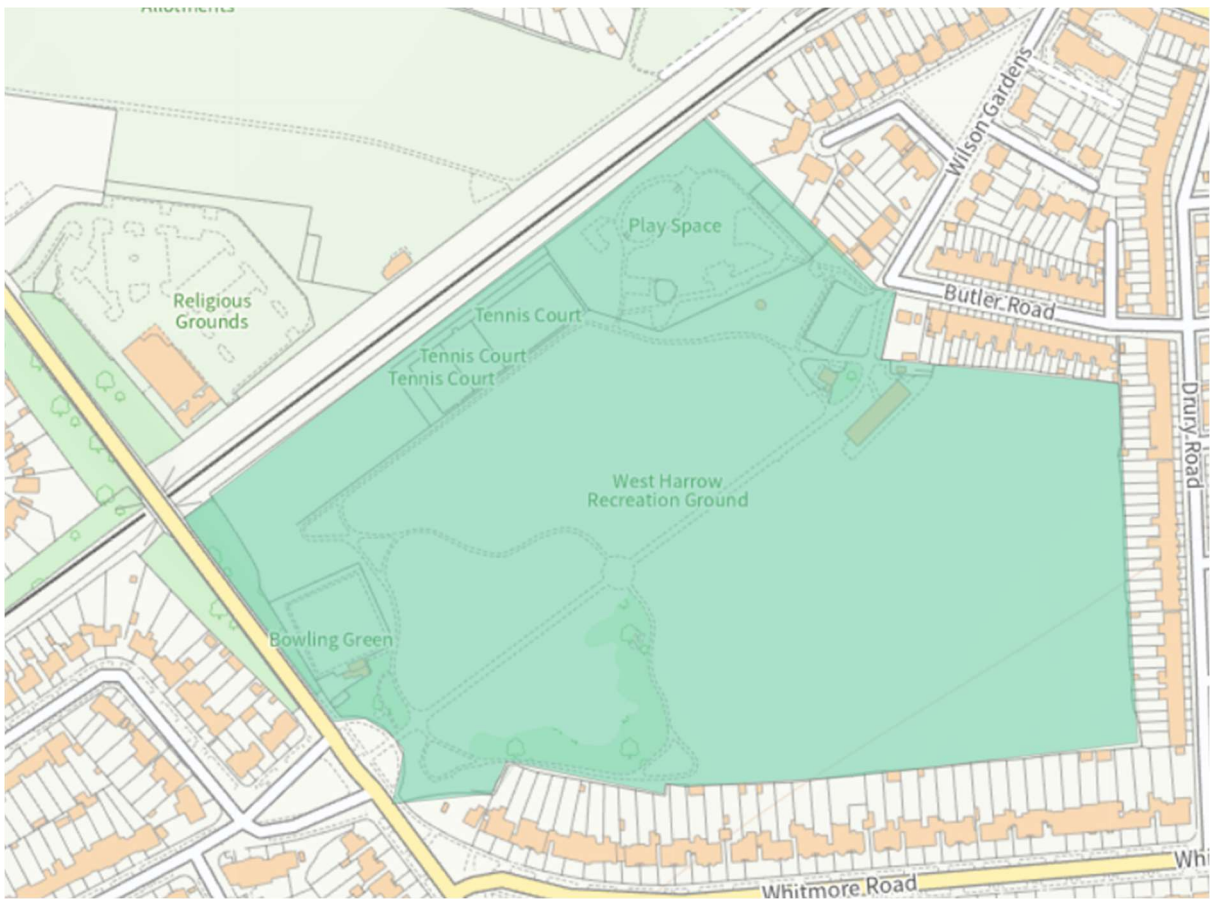 Allotments
Wilson Gardens
Play Space
Religious
Grounds
Butler Road
Tennis Court
Tennis Court
Tennis Court
Drury Road
West Harrow
Recreation Ground
Bowling Green
Whitmore Road
Whi